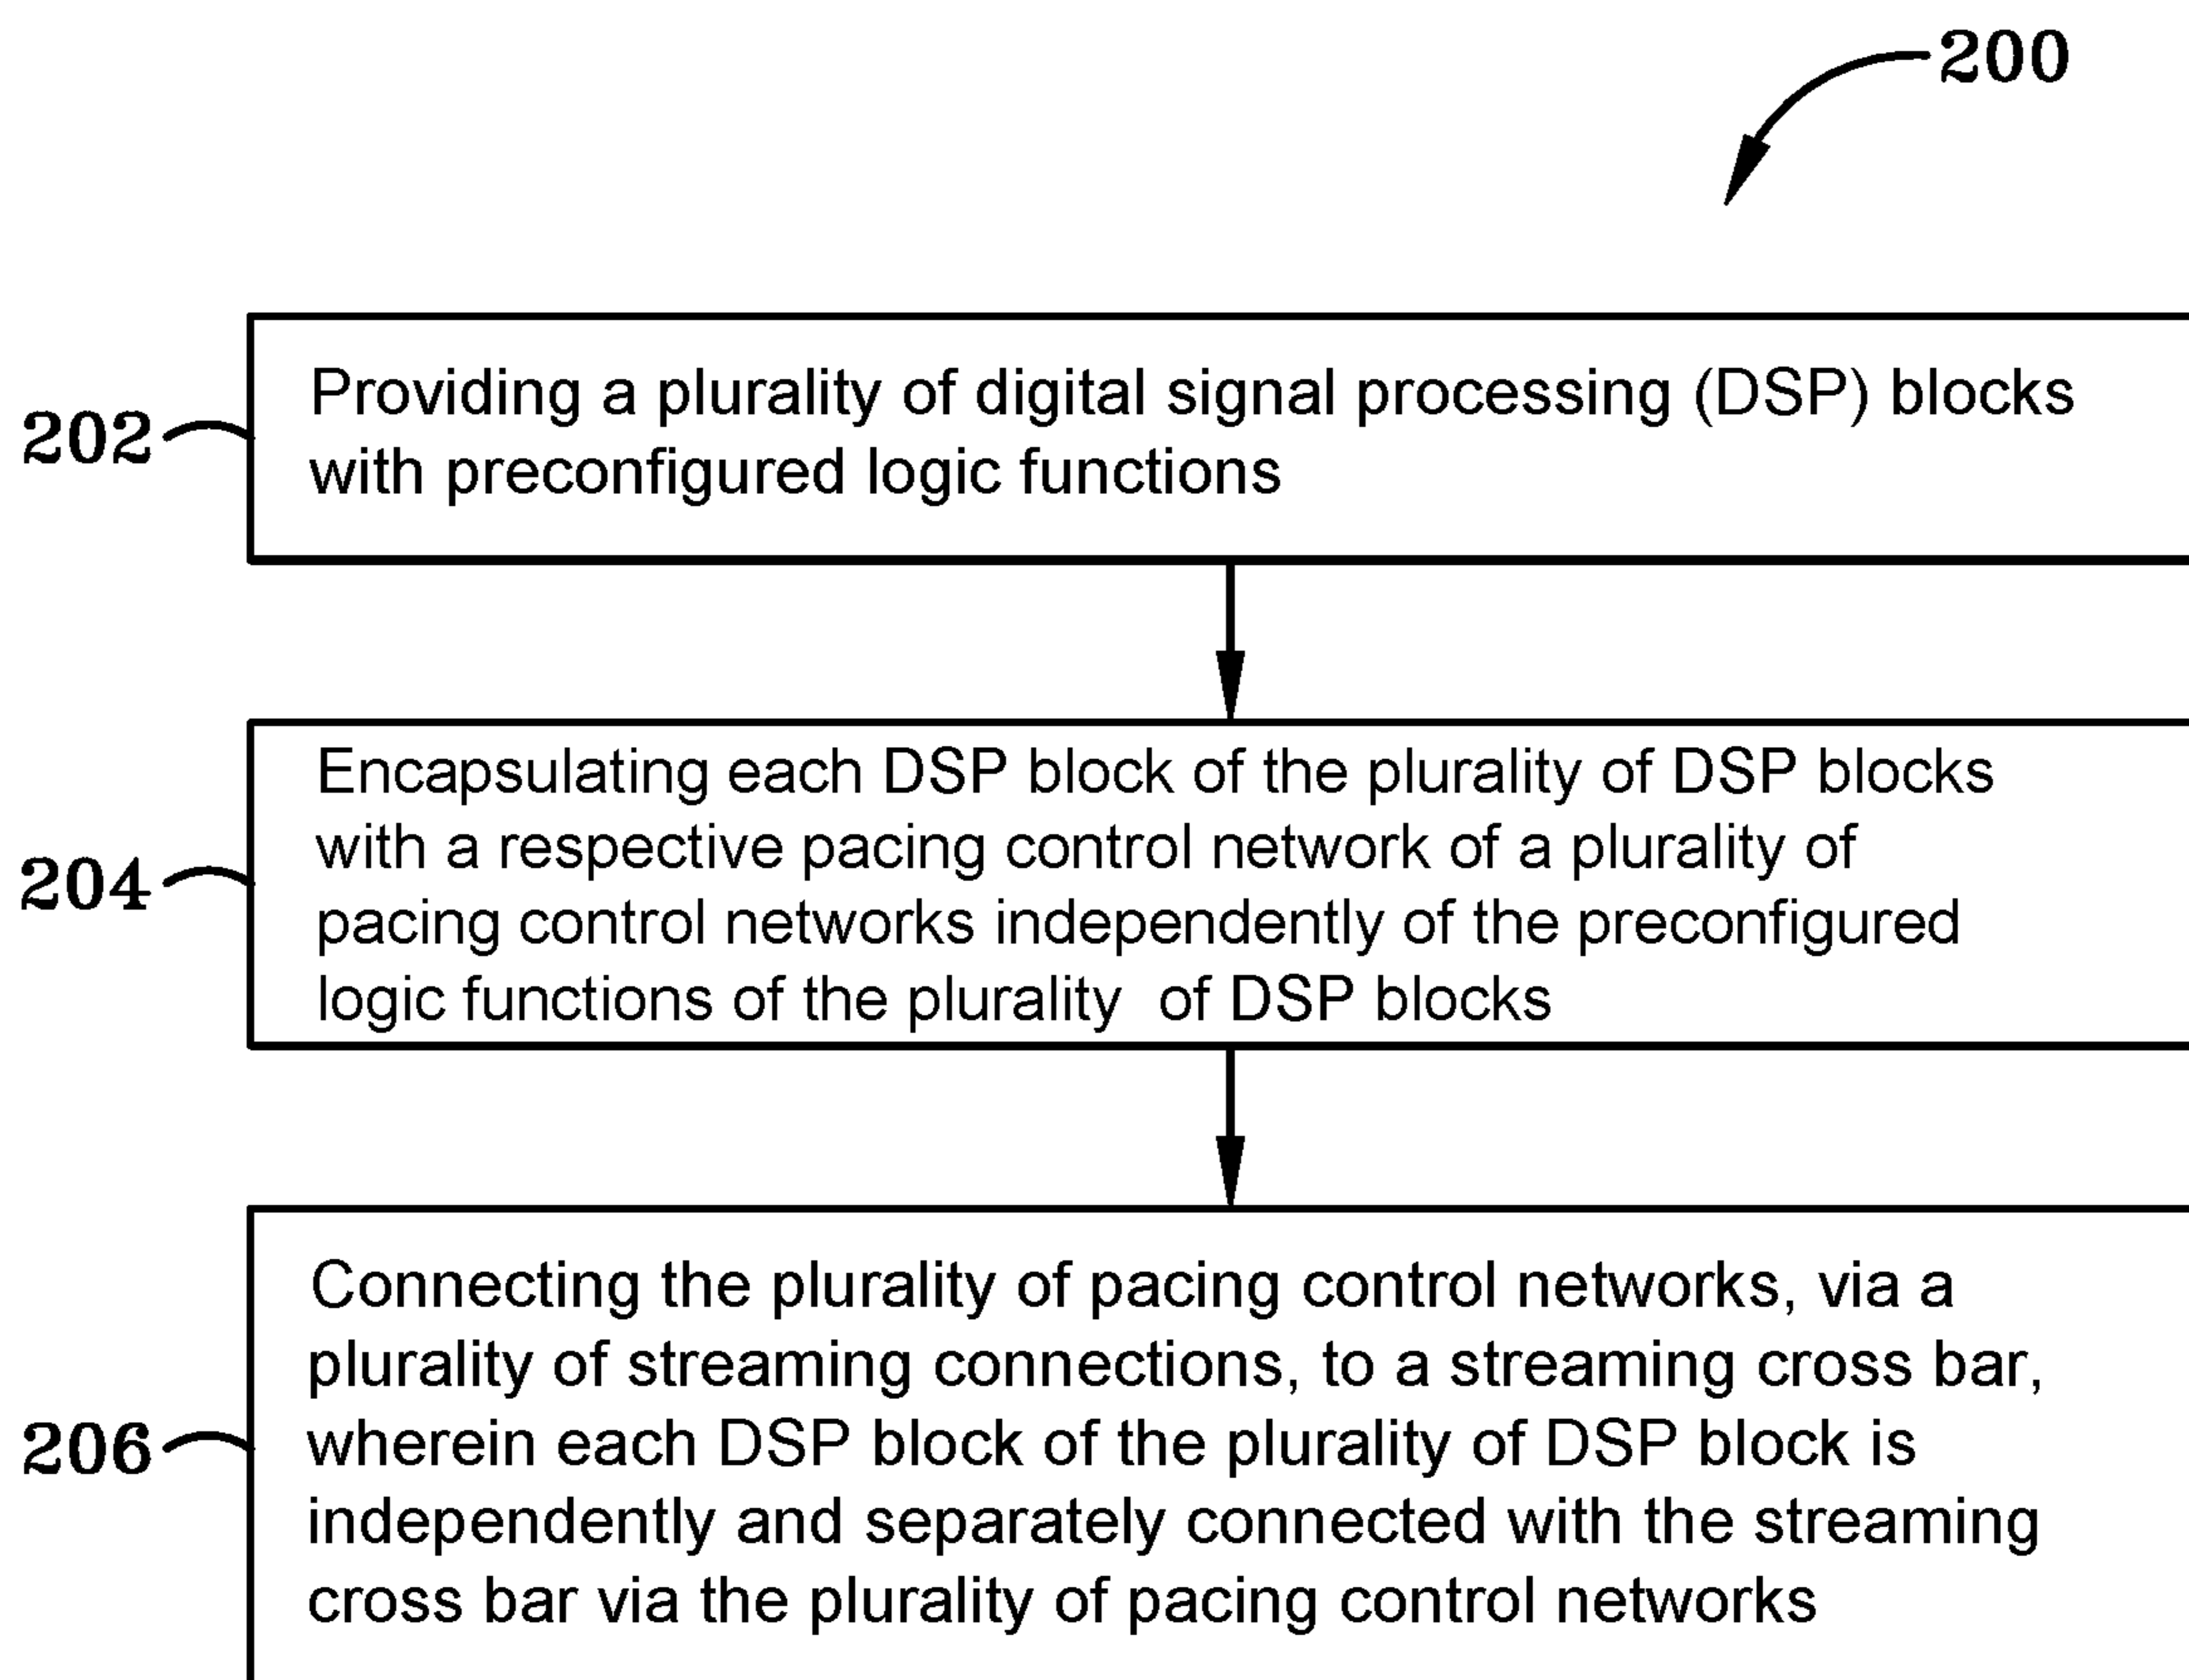 200
202
Providing a plurality of digital signal processing (DSP) blocks
with preconfigured logic functions
204
Encapsulating each DSP block of the plurality of DSP blocks
with a respective pacing control network of a plurality of
pacing control networks independently of the preconfigured
logic functions of the plurality of DSP blocks
206
Connecting the plurality of pacing control networks, via a
plurality of streaming connections, to a streaming cross bar,
wherein each DSP block of the plurality of DSP block is
independently and separately connected with the streaming
cross bar via the plurality of pacing control networks